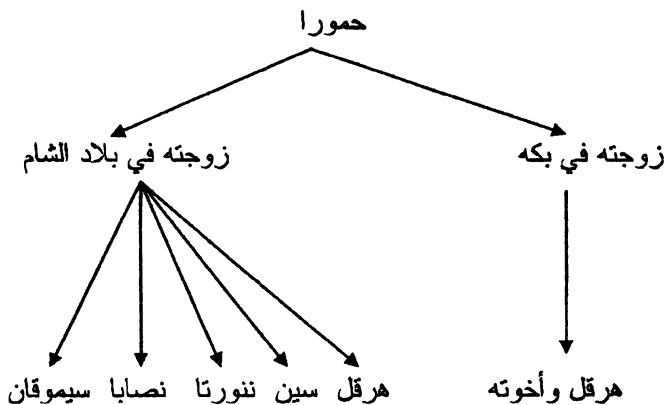 حمورا
زوجته في بكه زوجته في بلاد الشام
هرقل وأخوته هرقل سين ننورتا نصابا سيموقان